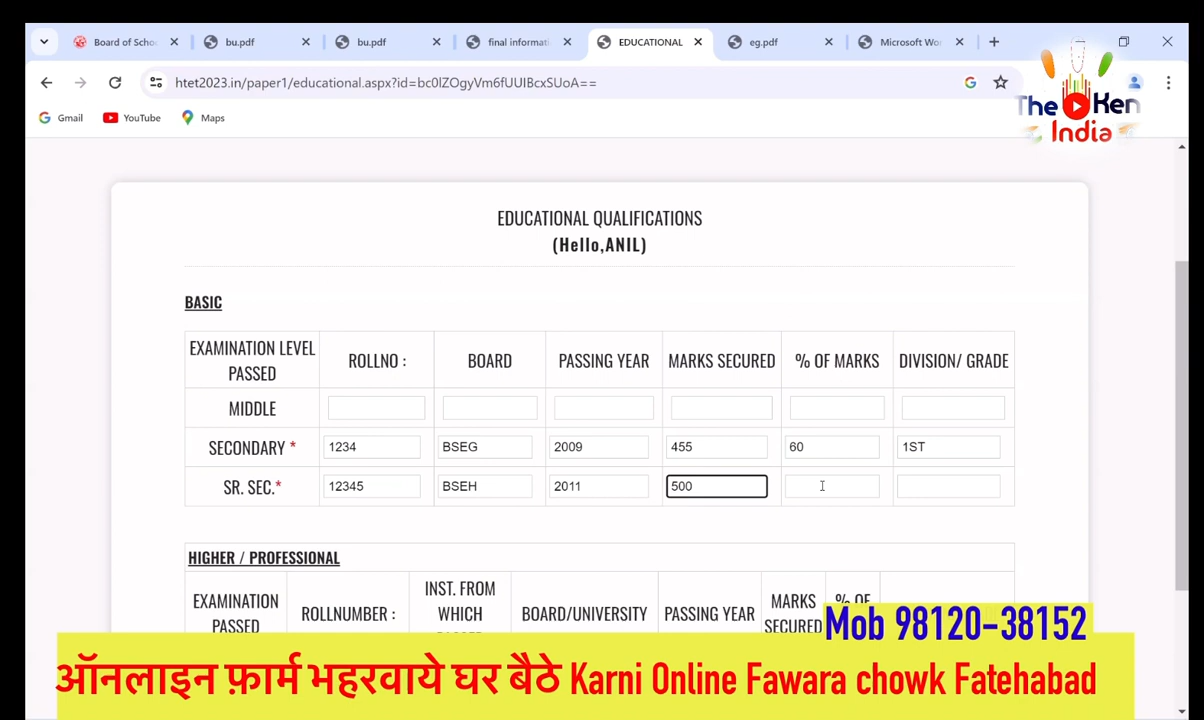 Board of Schoo
bu.pdf
bu.pdf
final informati
EDUCATIONAL
eg.pdf
Microsoft Wor
htet2023.in/paper1/educational.aspx?id=bc0lZOgyVm6fUUIBcxSUoA==
Gmail
YouTube
Maps
The Ken
India
EDUCATIONAL QUALIFICATIONS
(Hello,ANIL)
BASIC
EXAMINATION LEVEL PASSED ROLLNO : BOARD PASSING YEAR MARKS SECURED % OF MARKS DIVISION/ GRADE
MIDDLE
SECONDARY * 1234 BSEG 2009 455 60 1ST
SR. SEC.* 12345 BSEH 2011 500
HIGHER / PROFESSIONAL
EXAMINATION PASSED ROLLNUMBER : INST. FROM WHICH BOARD/UNIVERSITY PASSING YEAR MARKS SECURED % OF
Mob 98120-38152
ऑनलाइन फ़ार्म भहरवाये घर बैठे Karni Online Fawara chowk Fatehabad